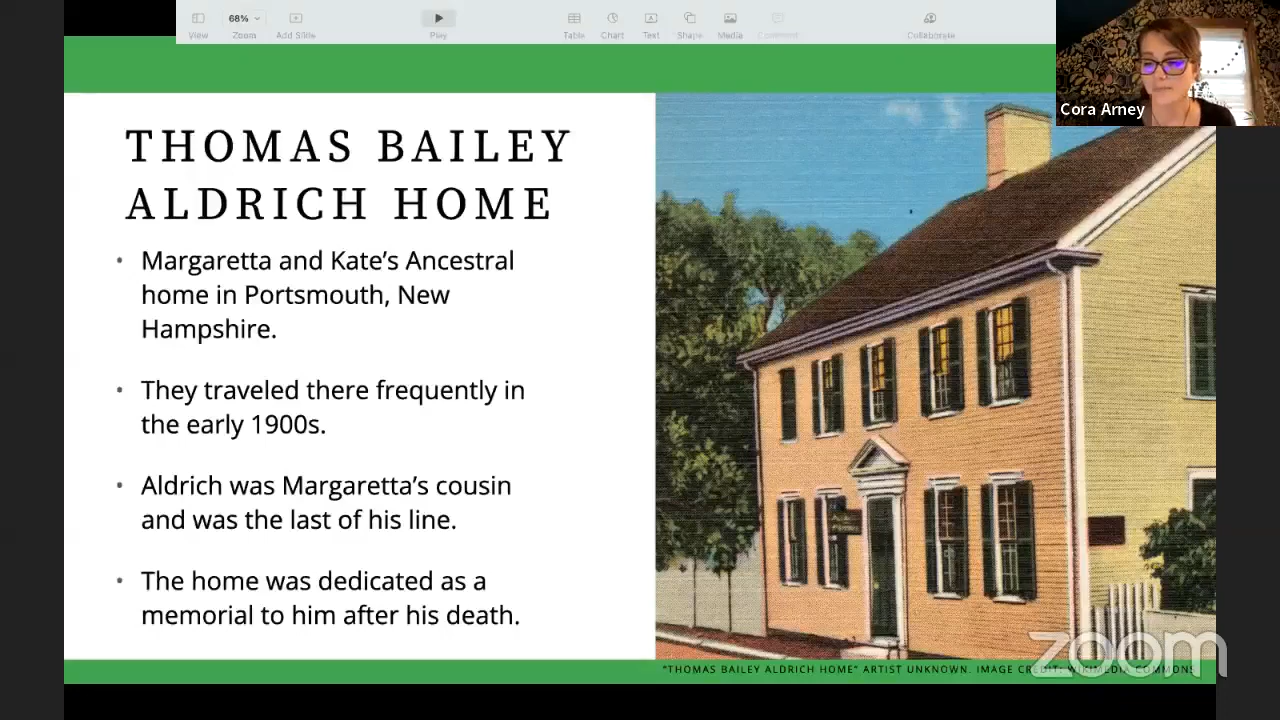 68%
View
Zoom
Add Slide
Play
Table
Chart
Text
Shape
Media
Comment
Collaborate
Cora Arney
THOMAS BAILEY
ALDRICH HOME
• Margaretta and Kate’s Ancestral
home in Portsmouth, New
Hampshire.
• They traveled there frequently in
the early 1900s.
• Aldrich was Margaretta’s cousin
and was the last of his line.
• The home was dedicated as a
memorial to him after his death.
"THOMAS BAILEY ALDRICH HOME" ARTIST UNKNOWN. IMAGE CREDIT: WIKIMEDIA COMMONS
zoom